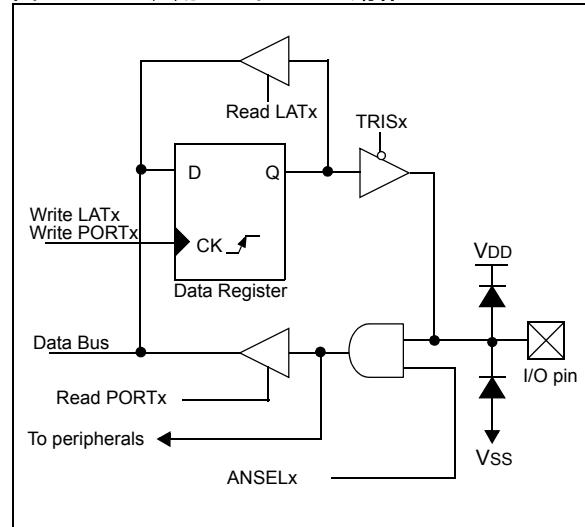 Read LATx
TRISx
D
Q
Write LATx
Write PORTx
CK
VDD
Data Register
Data Bus
I/O pin
Read PORTx
To peripherals
VSS
ANSELx